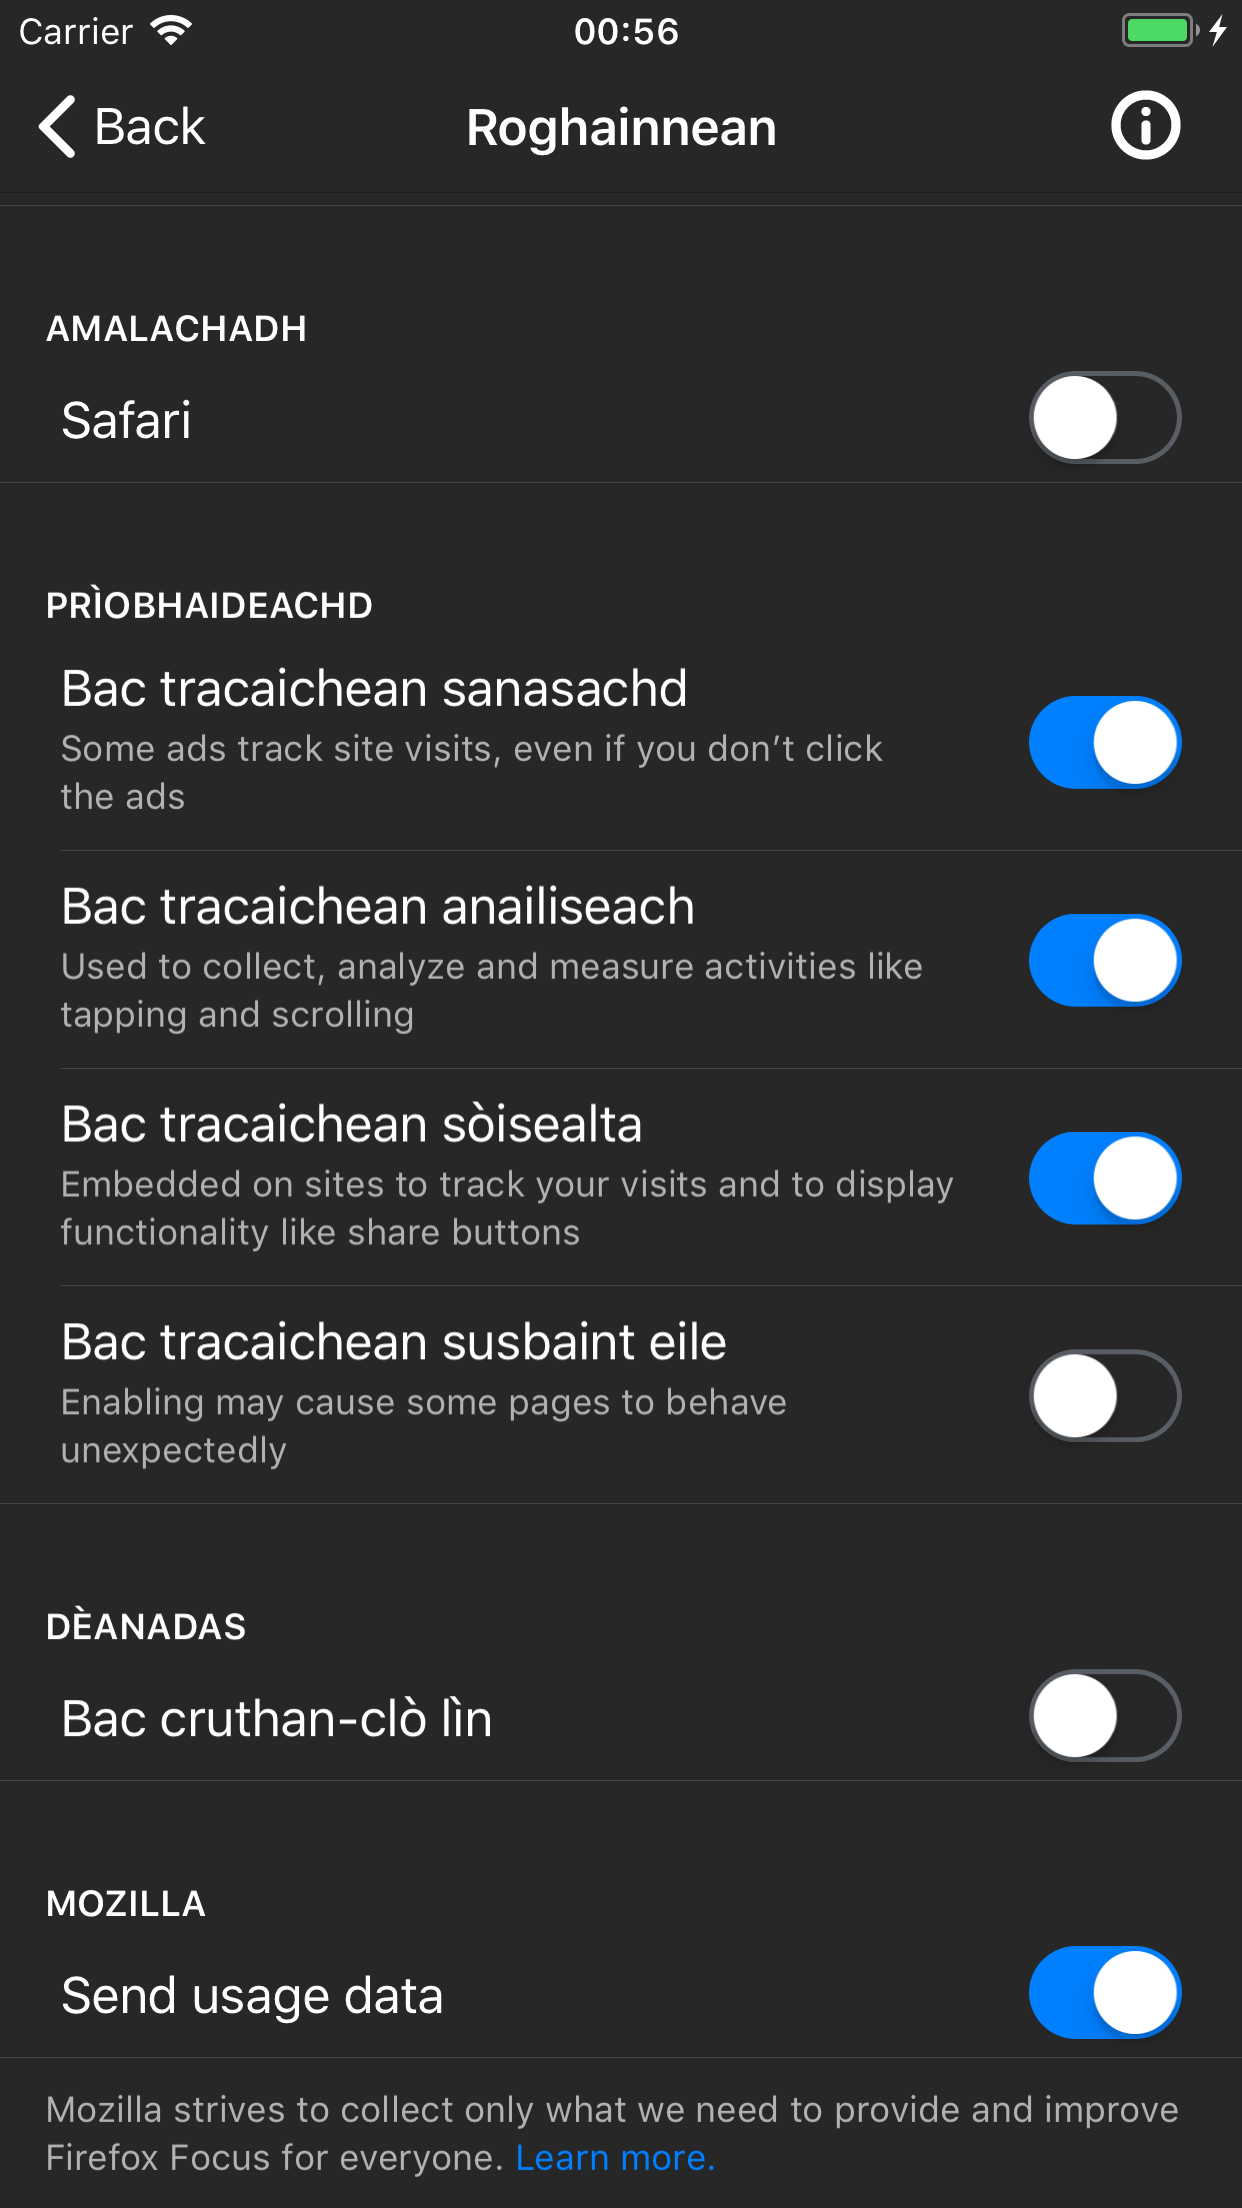 Carrier 00:56
Back Roghainnean
AMALACHADH
Safari
PRÌOBHAIDEACHD
Bac tracaichean sanasachd
Some ads track site visits, even if you don’t click
the ads
Bac tracaichean anailiseach
Used to collect, analyze and measure activities like
tapping and scrolling
Bac tracaichean sòisealta
Embedded on sites to track your visits and to display
functionality like share buttons
Bac tracaichean susbaint eile
Enabling may cause some pages to behave
unexpectedly
DÈANADAS
Bac cruthan-clò lìn
MOZILLA
Send usage data
Mozilla strives to collect only what we need to provide and improve
Firefox Focus for everyone. Learn more.